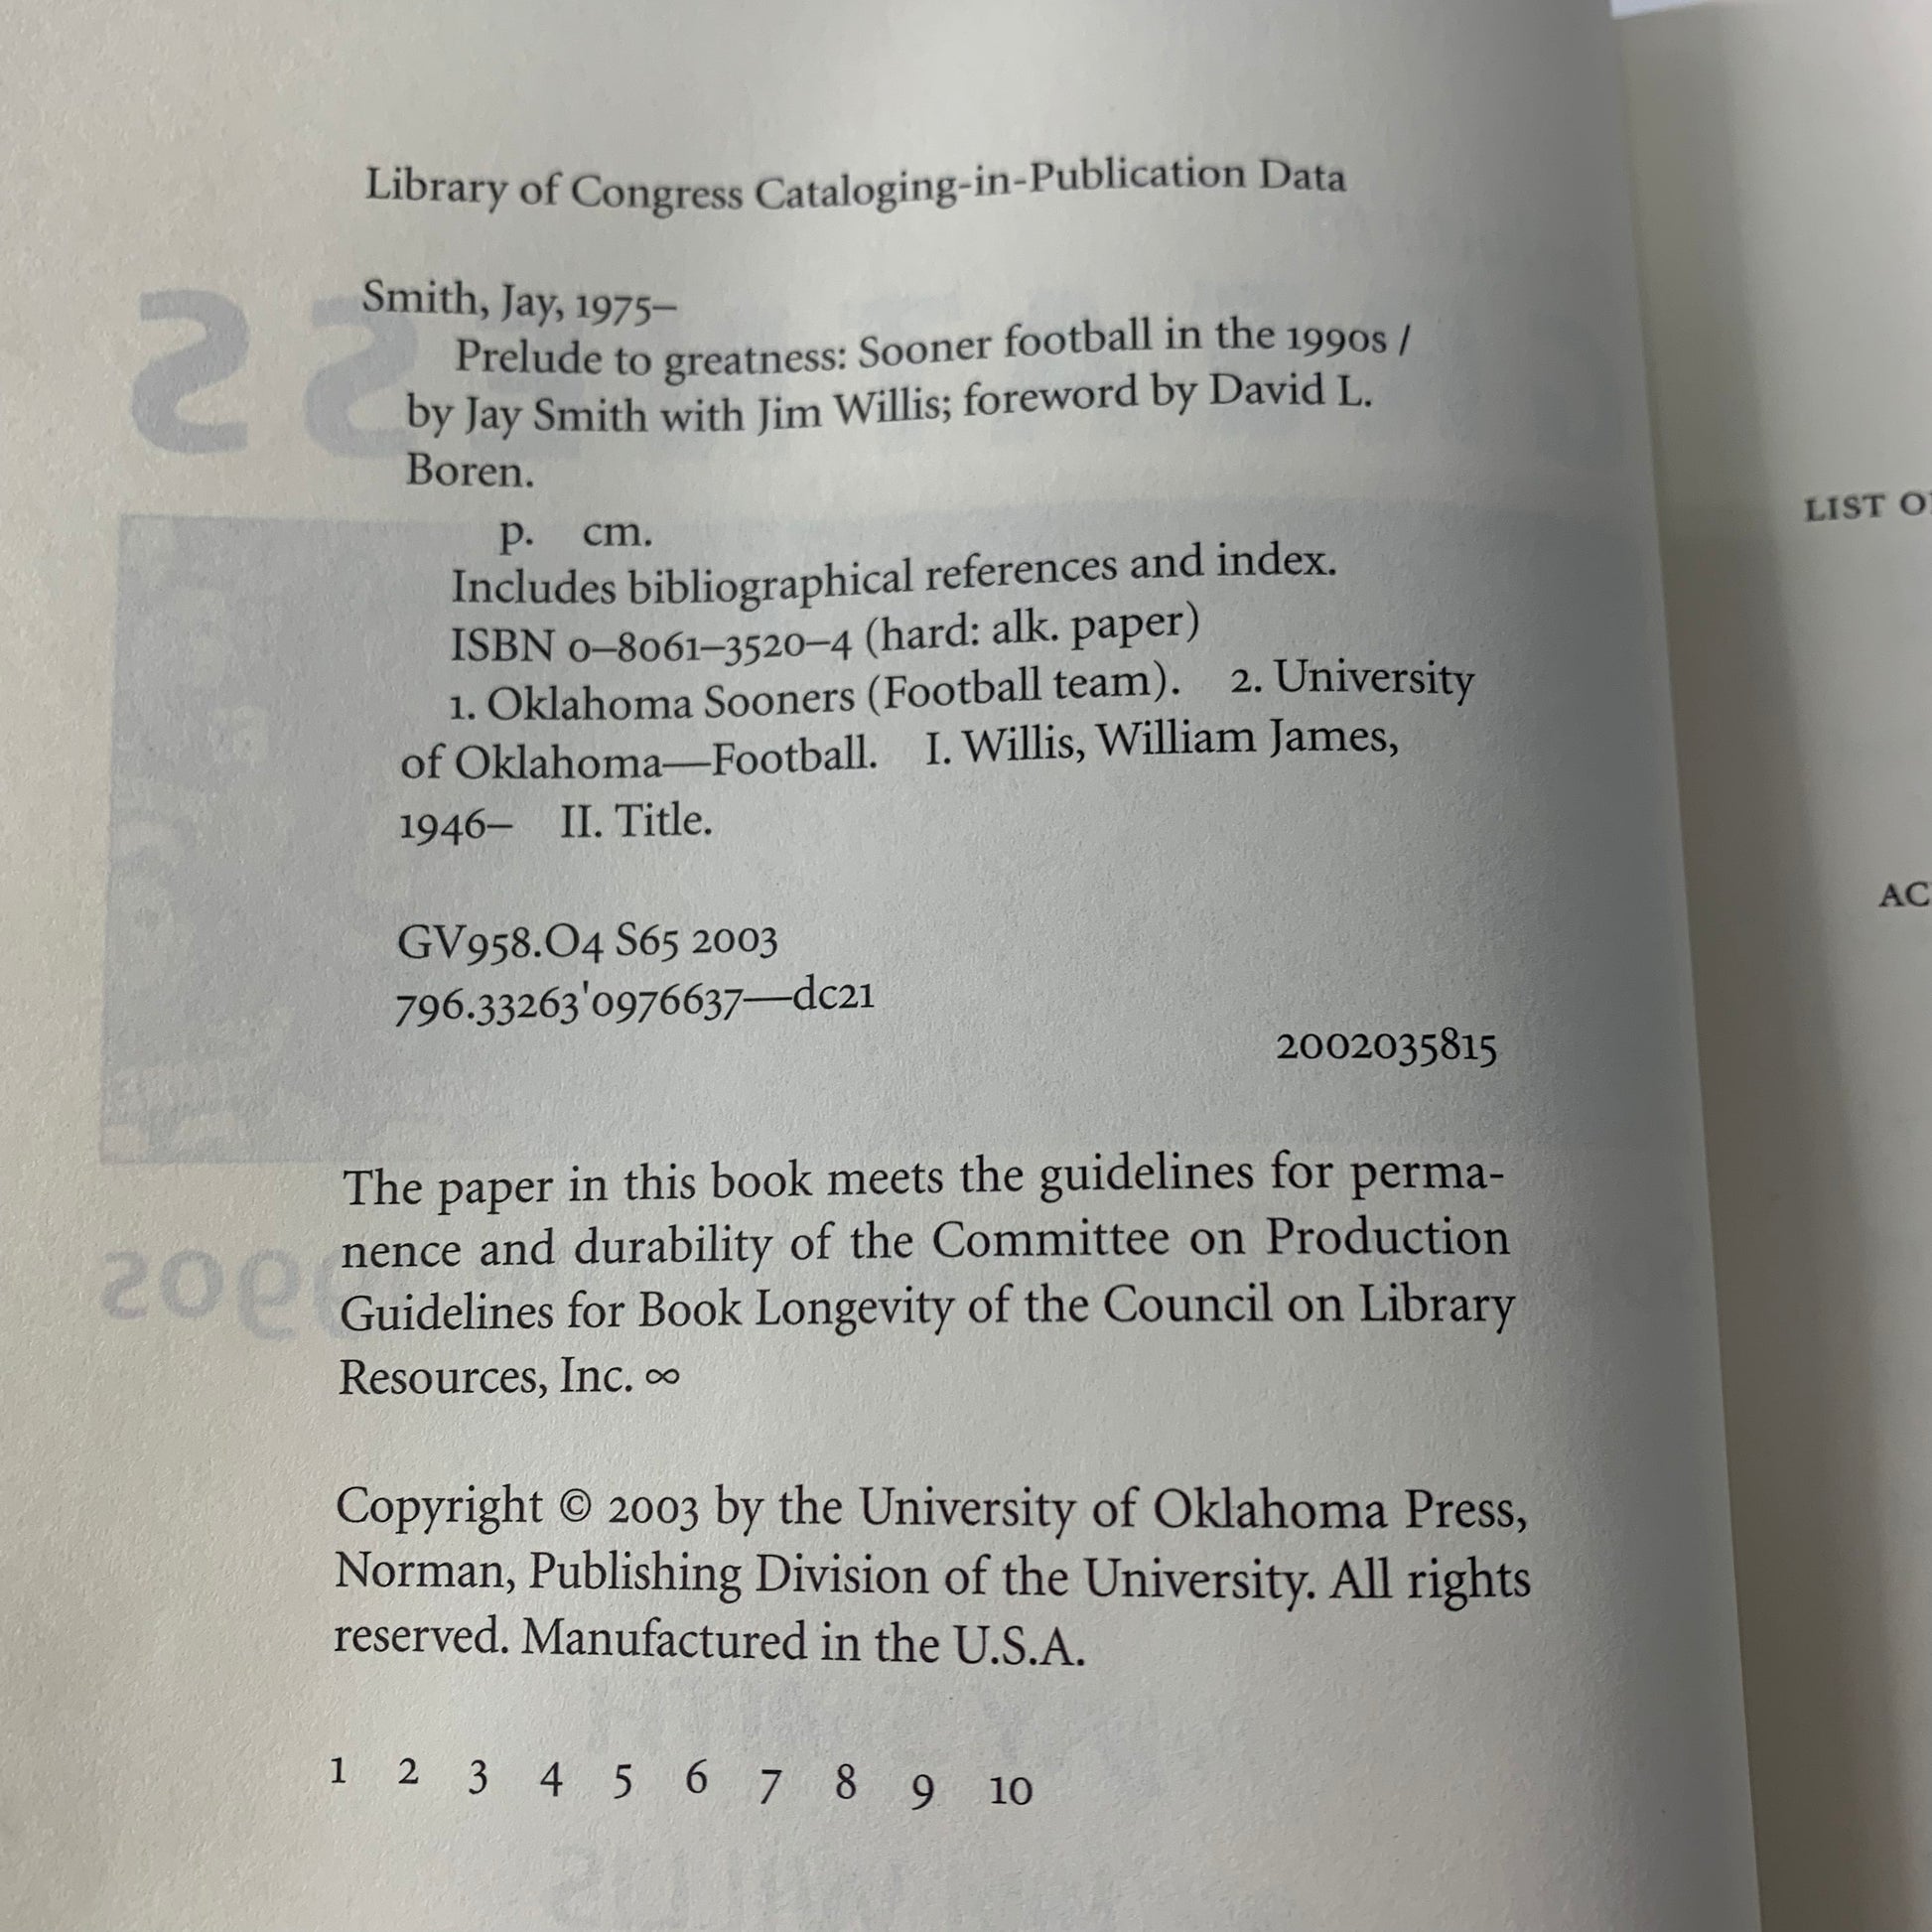 Library of Congress Cataloging-in-Publication Data
Smith, Jay, 1975–
Prelude to greatness: Sooner football in the 1990s /
by Jay Smith with Jim Willis; foreword by David L.
Boren.
p. cm.
Includes bibliographical references and index.
ISBN 0–8061–3520–4 (hard: alk. paper)
1. Oklahoma Sooners (Football team). 2. University
of Oklahoma—Football. I. Willis, William James,
1946– II. Title.
GV958.O4 S65 2003
796.33263'0976637—dc21
2002035815
The paper in this book meets the guidelines for perma-
nence and durability of the Committee on Production
Guidelines for Book Longevity of the Council on Library
Resources, Inc. ∞
Copyright © 2003 by the University of Oklahoma Press,
Norman, Publishing Division of the University. All rights
reserved. Manufactured in the U.S.A.
1 2 3 4 5 6 7 8 9 10
LIST